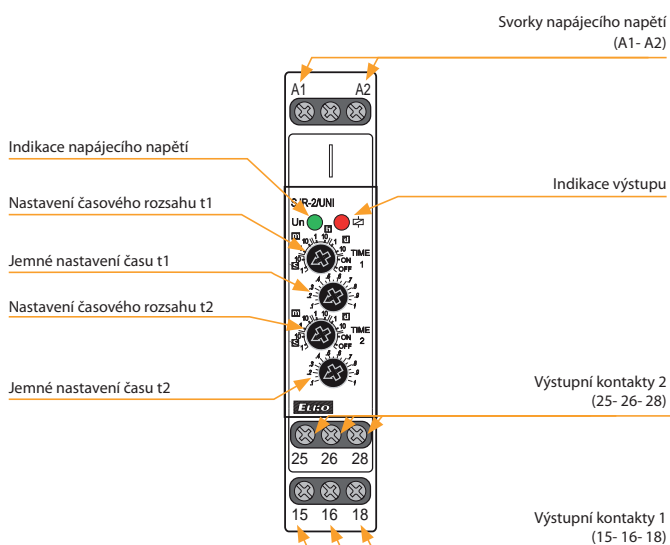 Svorky napájecího napětí
(A1- A2)
A1 A2
Indikace napájecího napětí
Indikace výstupu
Nastavení časového rozsahu t1
Un
TIME
1
ON
OFF
Jemné nastavení času t1
Nastavení časového rozsahu t2
TIME
2
ON
OFF
Jemné nastavení času t2
Výstupní kontakty 2
(25- 26- 28)
25 26 28
15 16 18
Výstupní kontakty 1
(15- 16- 18)